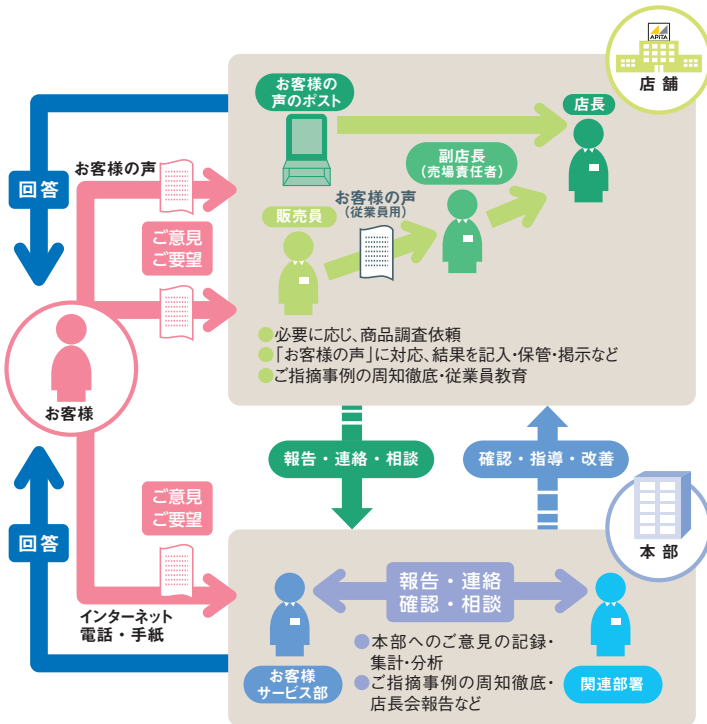 APITA
店舗
お客様の
声のポスト
店長
お客様の声
副店長
(売場責任者)
回答
お客様の声
(従業員用)
販売員
ご意見
ご要望
●必要に応じ、商品調査依頼
●「お客様の声」に対応、結果を記入・保管・掲示など
●ご指摘事例の周知徹底・従業員教育
お客様
報告・連絡・相談
確認・指導・改善
ご意見
ご要望
回答
本部
報告・連絡
確認・相談
インターネット
電話・手紙
●本部へのご意見の記録・
集計・分析
●ご指摘事例の周知徹底・
店長会報告など
お客様
サービス部
関連部署